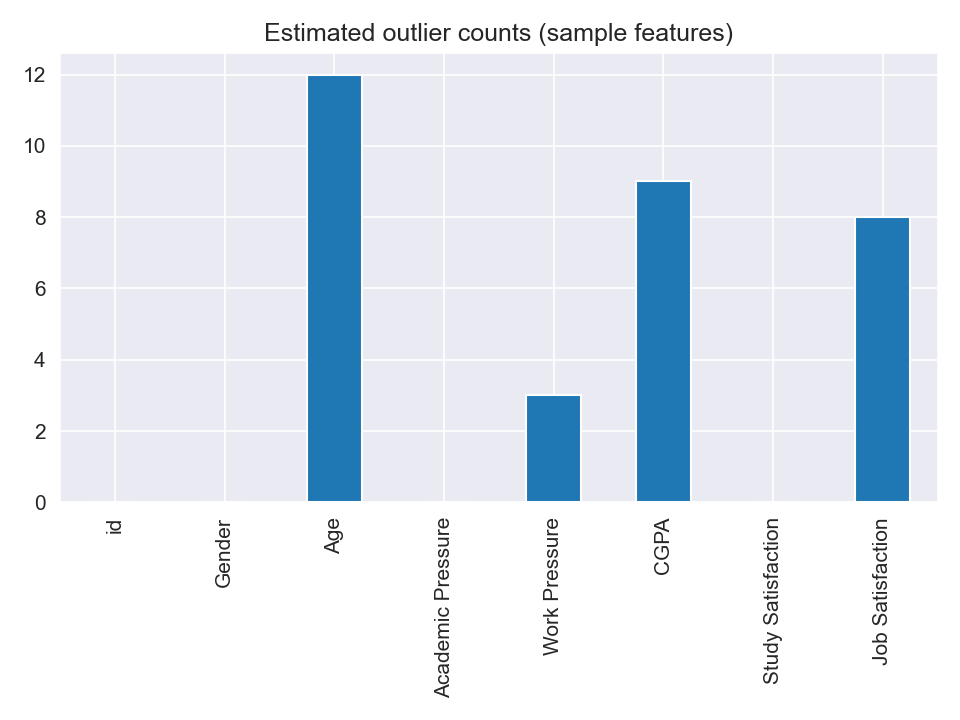 Estimated outlier counts (sample features)
12
10
8
6
4
2
0
id
Gender
Age
Academic Pressure
Work Pressure
CGPA
Study Satisfaction
Job Satisfaction